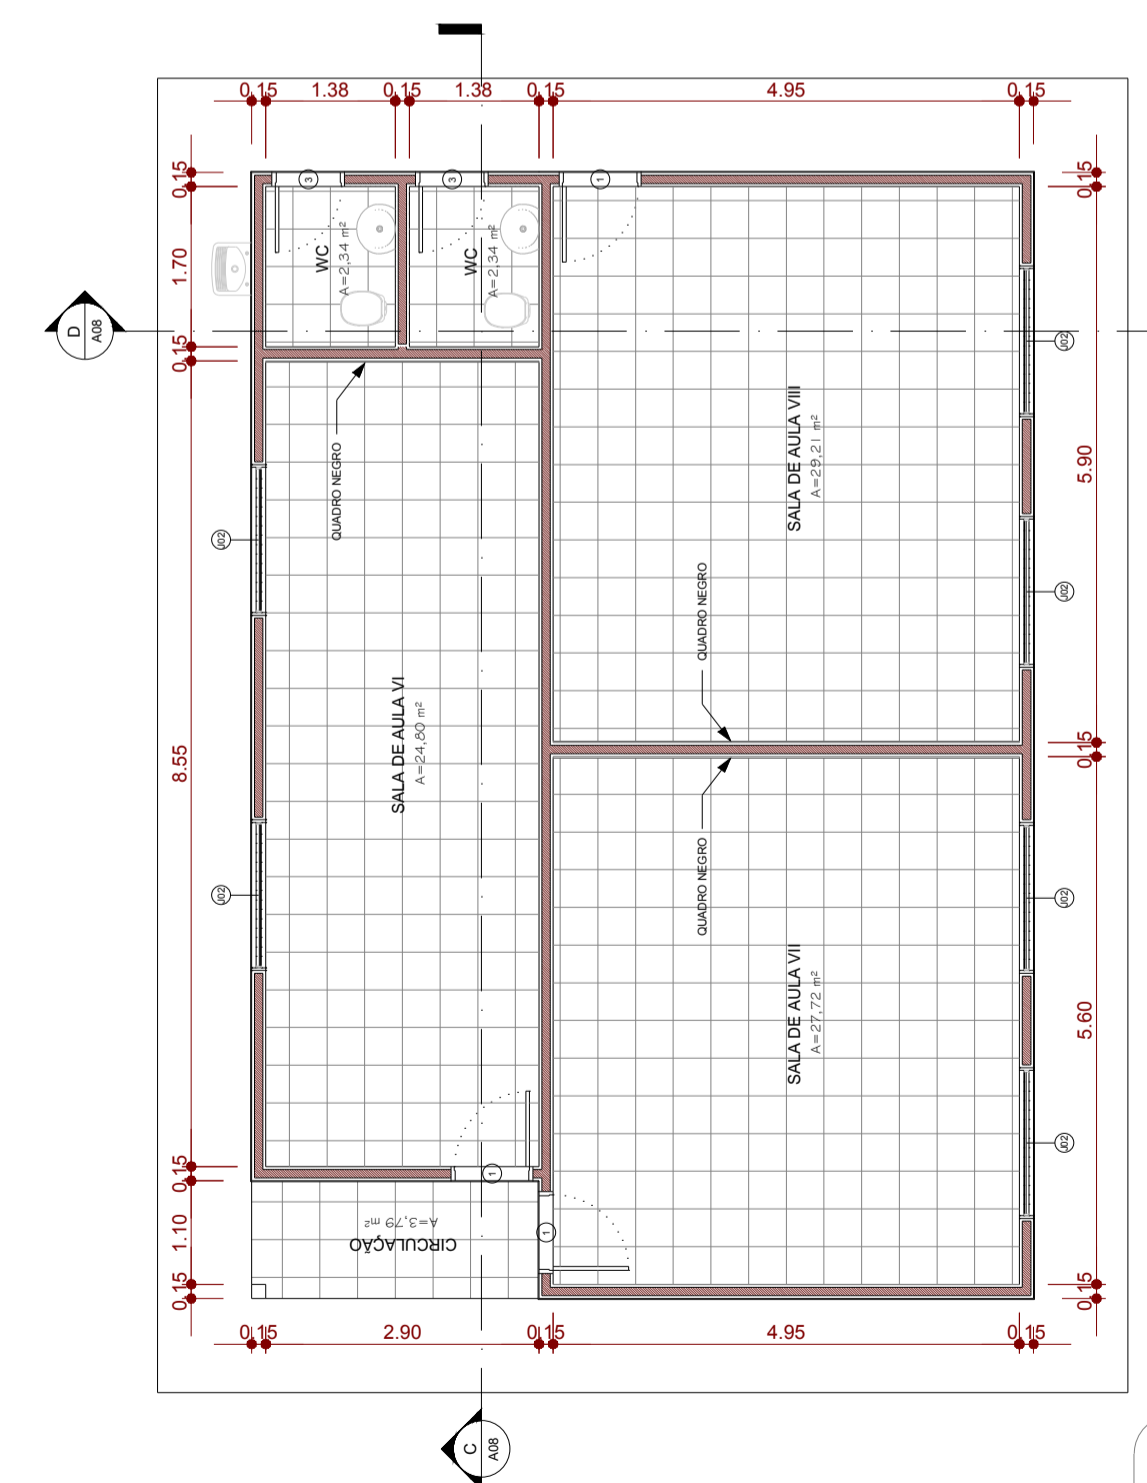 0.15 1.38 0.15 1.38 0.15 4.95 0.15
3 3 1
0.15
1.70
0.15
8.55
0.15
1.10
0.15
D
A08
WC
A=2,34 m²
WC
A=2,34 m²
QUADRO NEGRO
SALA DE AULA VI
A=24,80 m²
J02
J02
SALA DE AULA VIII
A=29,21 m²
QUADRO NEGRO
QUADRO NEGRO
SALA DE AULA VII
A=27,72 m²
J02
J02
J02
J02
0.15
5.90
0.15
5.60
0.15
1
1
CIRCULAÇÃO
A=3,79 m²
0.15 2.90 0.15 4.95 0.15
C
A08